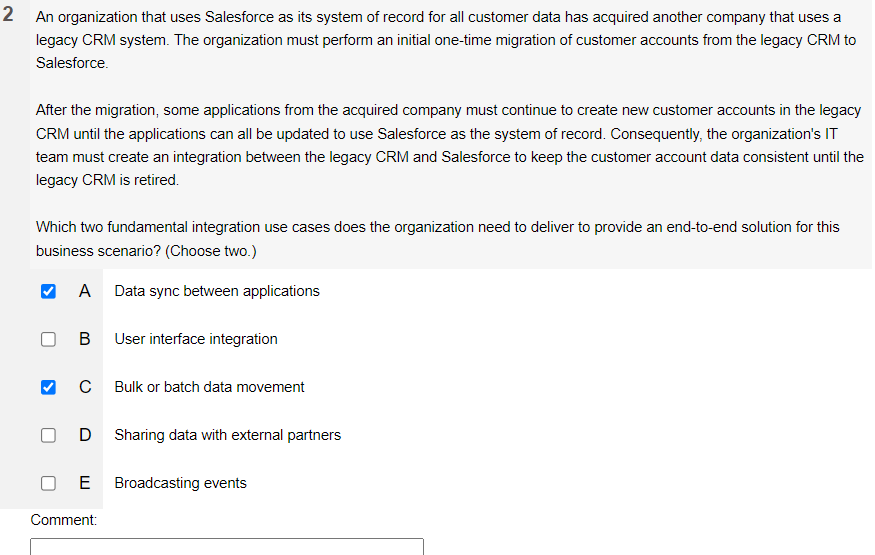 2
An organization that uses Salesforce as its system of record for all customer data has acquired another company that uses a
legacy CRM system. The organization must perform an initial one-time migration of customer accounts from the legacy CRM to
Salesforce.
After the migration, some applications from the acquired company must continue to create new customer accounts in the legacy
CRM until the applications can all be updated to use Salesforce as the system of record. Consequently, the organization's IT
team must create an integration between the legacy CRM and Salesforce to keep the customer account data consistent until the
legacy CRM is retired.
Which two fundamental integration use cases does the organization need to deliver to provide an end-to-end solution for this
business scenario? (Choose two.)
A Data sync between applications
B User interface integration
C Bulk or batch data movement
D Sharing data with external partners
E Broadcasting events
Comment: